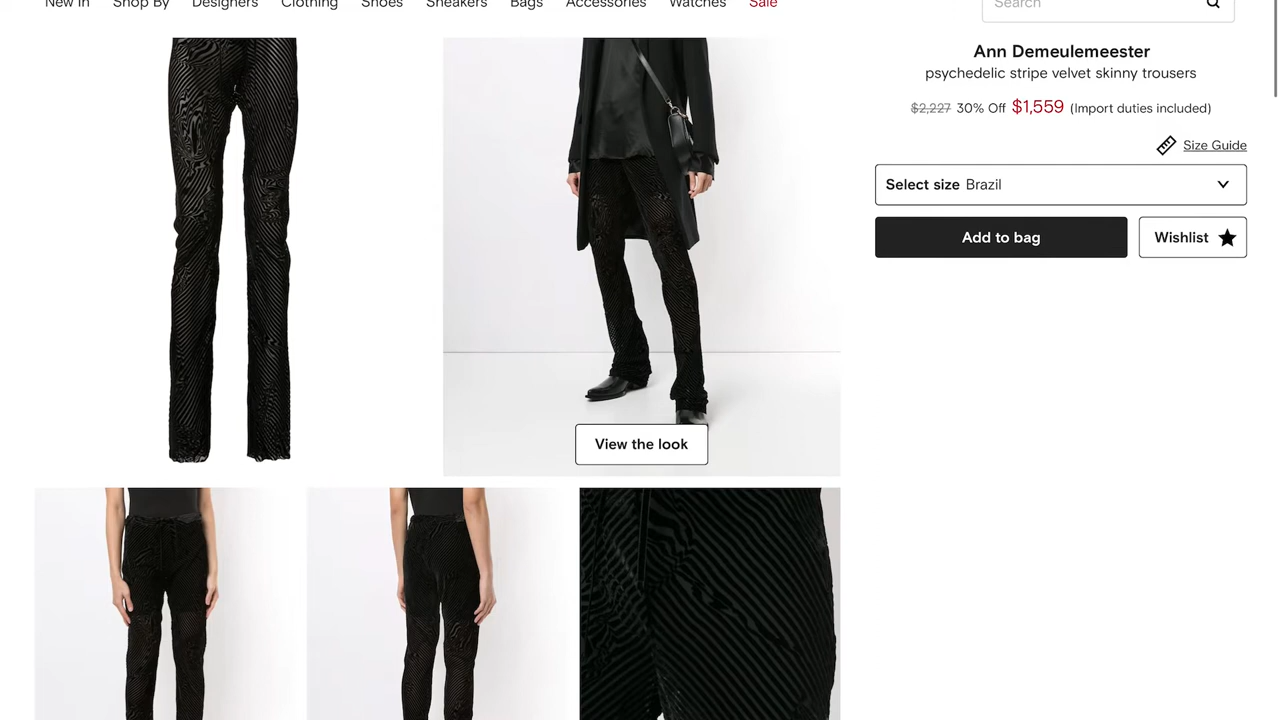 New In Shop By Designers Clothing Shoes Sneakers Bags Accessories Watches Sale
Search
Ann Demeulemeester
psychedelic stripe velvet skinny trousers
$2,227 30% Off $1,559 (Import duties included)
Size Guide
Select size Brazil
Add to bag
Wishlist
View the look